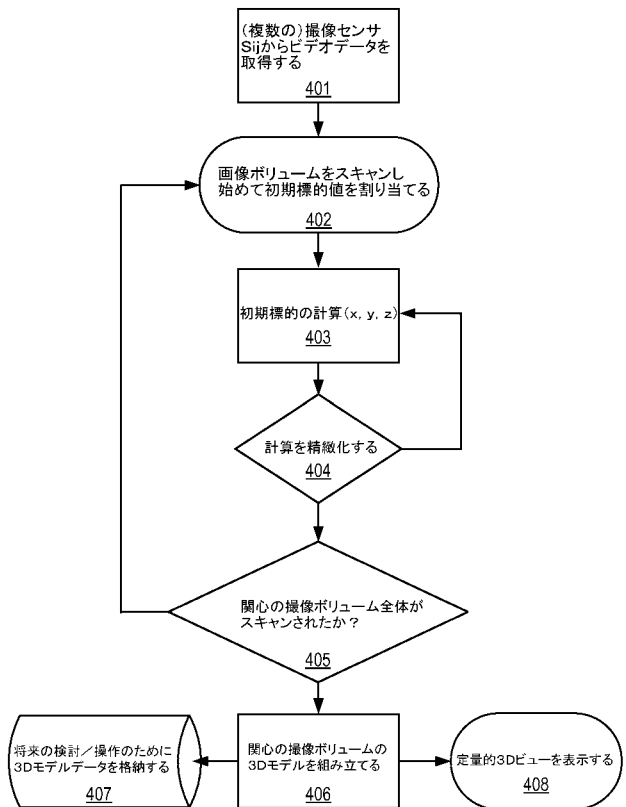 (複数の)撮像センサ
Sijからビデオデータを
取得する
401
画像ボリュームをスキャンし
始めて初期標的値を割り当てる
402
初期標的の計算(x, y, z)
403
計算を精緻化する
404
関心の撮像ボリューム全体が
スキャンされたか?
405
将来の検討/操作のために
3Dモデルデータを格納する
407
関心の撮像ボリュームの
3Dモデルを組み立てる
406
定量的3Dビューを表示する
408